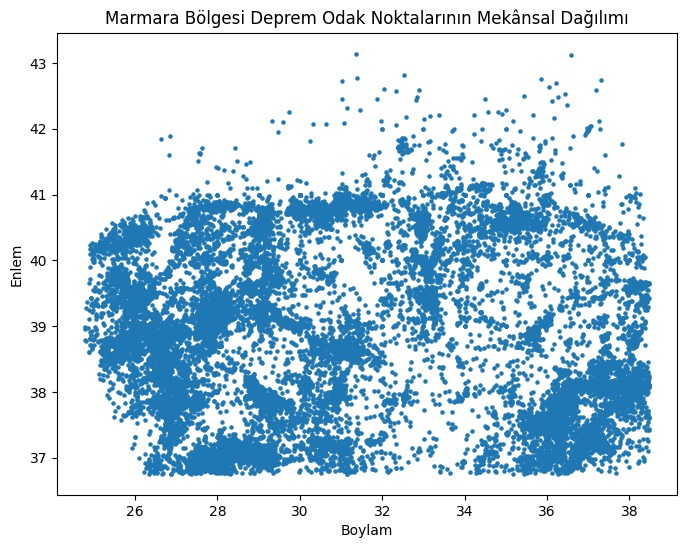 Marmara Bölgesi Deprem Odak Noktalarının Mekânsal Dağılımı
43
42
41
40
39
38
37
Enlem
26 28 30 32 34 36 38
Boylam